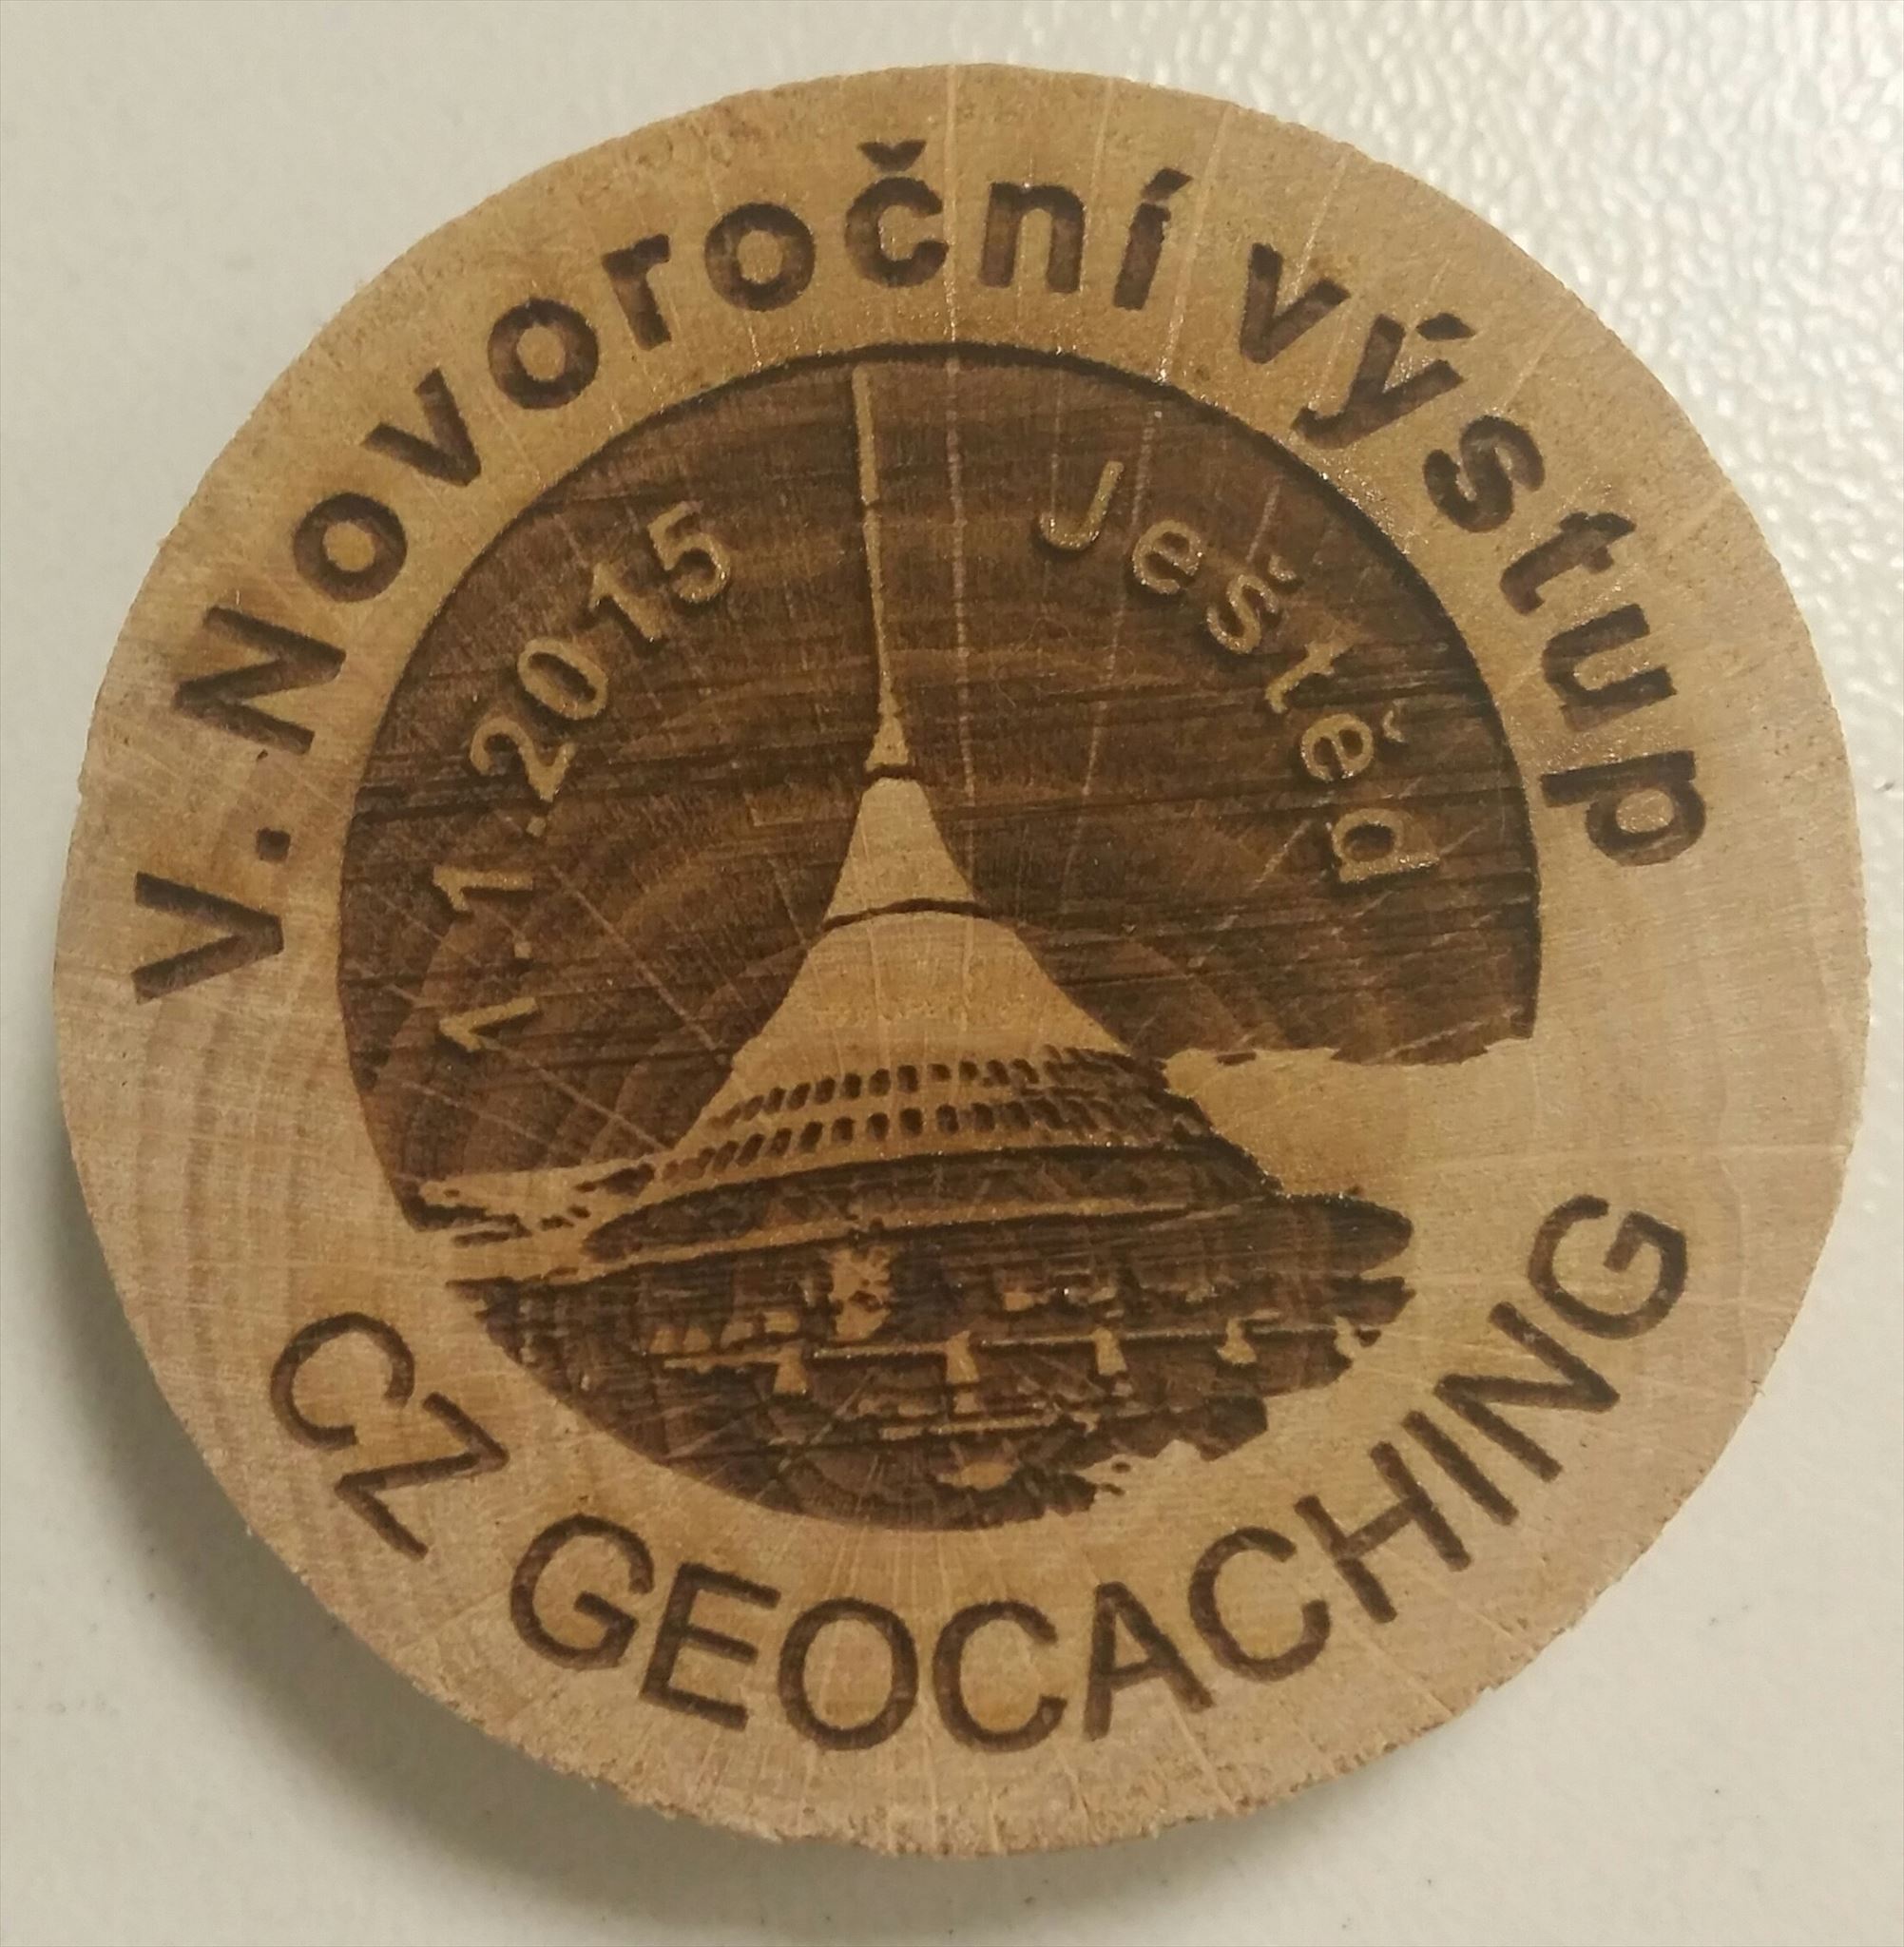 V. Novoroční výstup
1.1.2015 Ještěd
CZ GEOCACHING